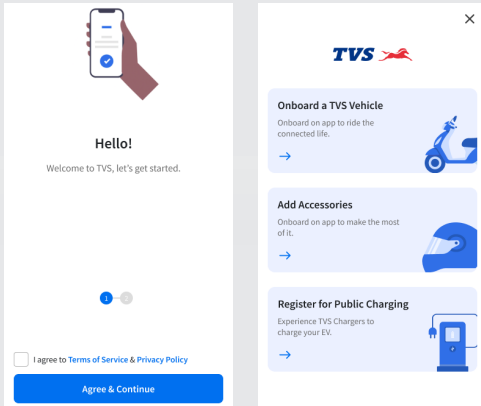 Hello!
Welcome to TVS, let's get started.
1
2
I agree to Terms of Service & Privacy Policy
Agree & Continue
TVS
Onboard a TVS Vehicle
Onboard on app to ride the
connected life.
Add Accessories
Onboard on app to make the most
of it.
Register for Public Charging
Experience TVS Chargers to
charge your EV.